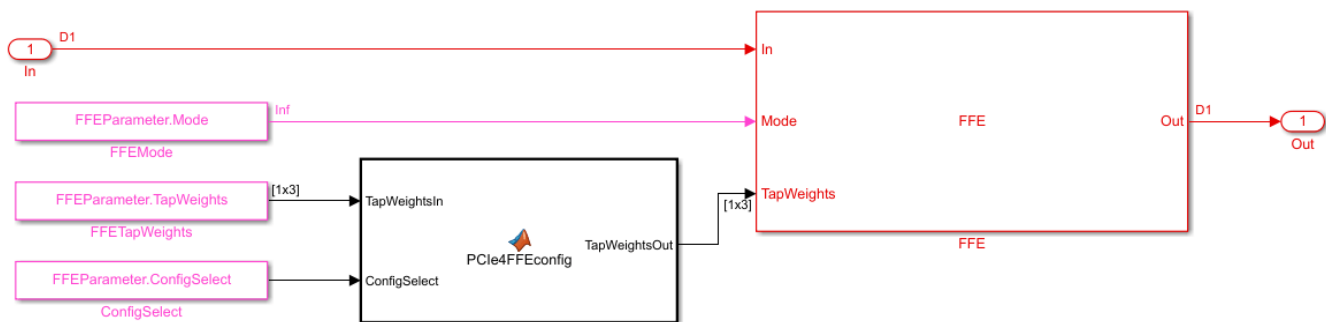 D1
1
In
In
FFEParameter.Mode
Inf
FFEMode
Mode
FFE
Out
D1
1
Out
FFEParameter.TapWeights
[1x3]
FFETapWeights
TapWeightsIn
TapWeightsOut
[1x3]
TapWeights
FFE
PCIe4FFEconfig
FFEParameter.ConfigSelect
ConfigSelect
ConfigSelect